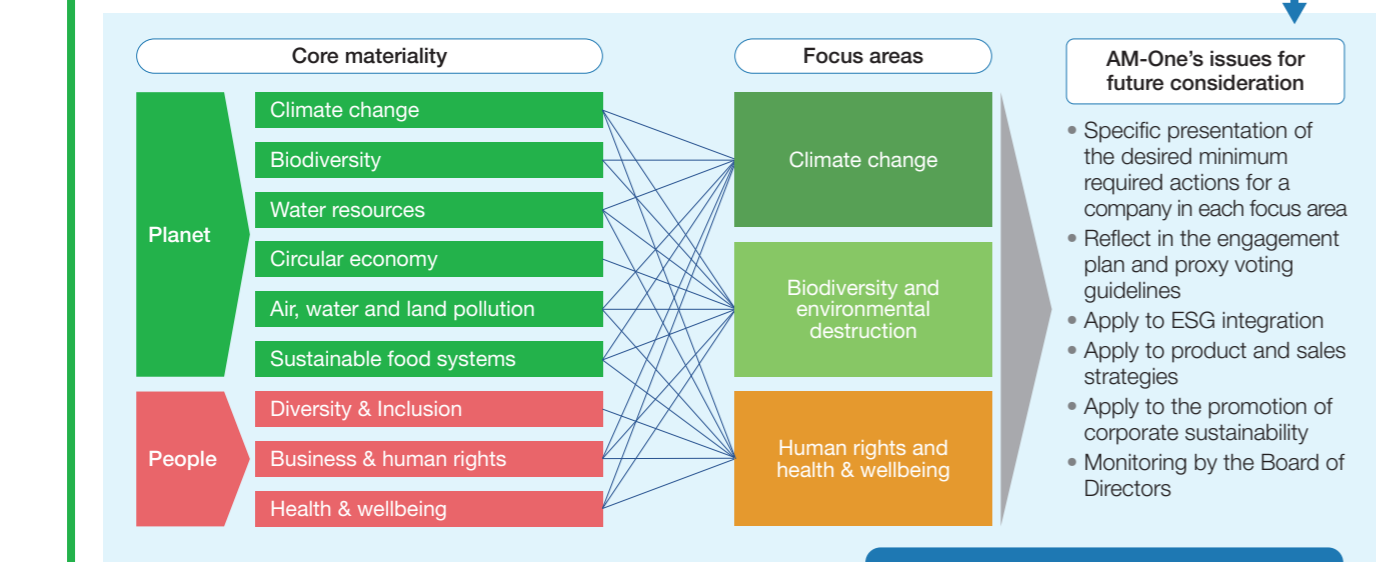 Core materiality
Focus areas
AM-One's issues for
future consideration
Planet
Climate change
Biodiversity
Water resources
Circular economy
Air, water and land pollution
Sustainable food systems
People
Diversity & Inclusion
Business & human rights
Health & wellbeing
Climate change
Biodiversity and
environmental
destruction
Human rights and
health & wellbeing
• Specific presentation of
the desired minimum
required actions for a
company in each focus area
• Reflect in the engagement
plan and proxy voting
guidelines
• Apply to ESG integration
• Apply to product and sales
strategies
• Apply to the promotion of
corporate sustainability
• Monitoring by the Board of
Directors